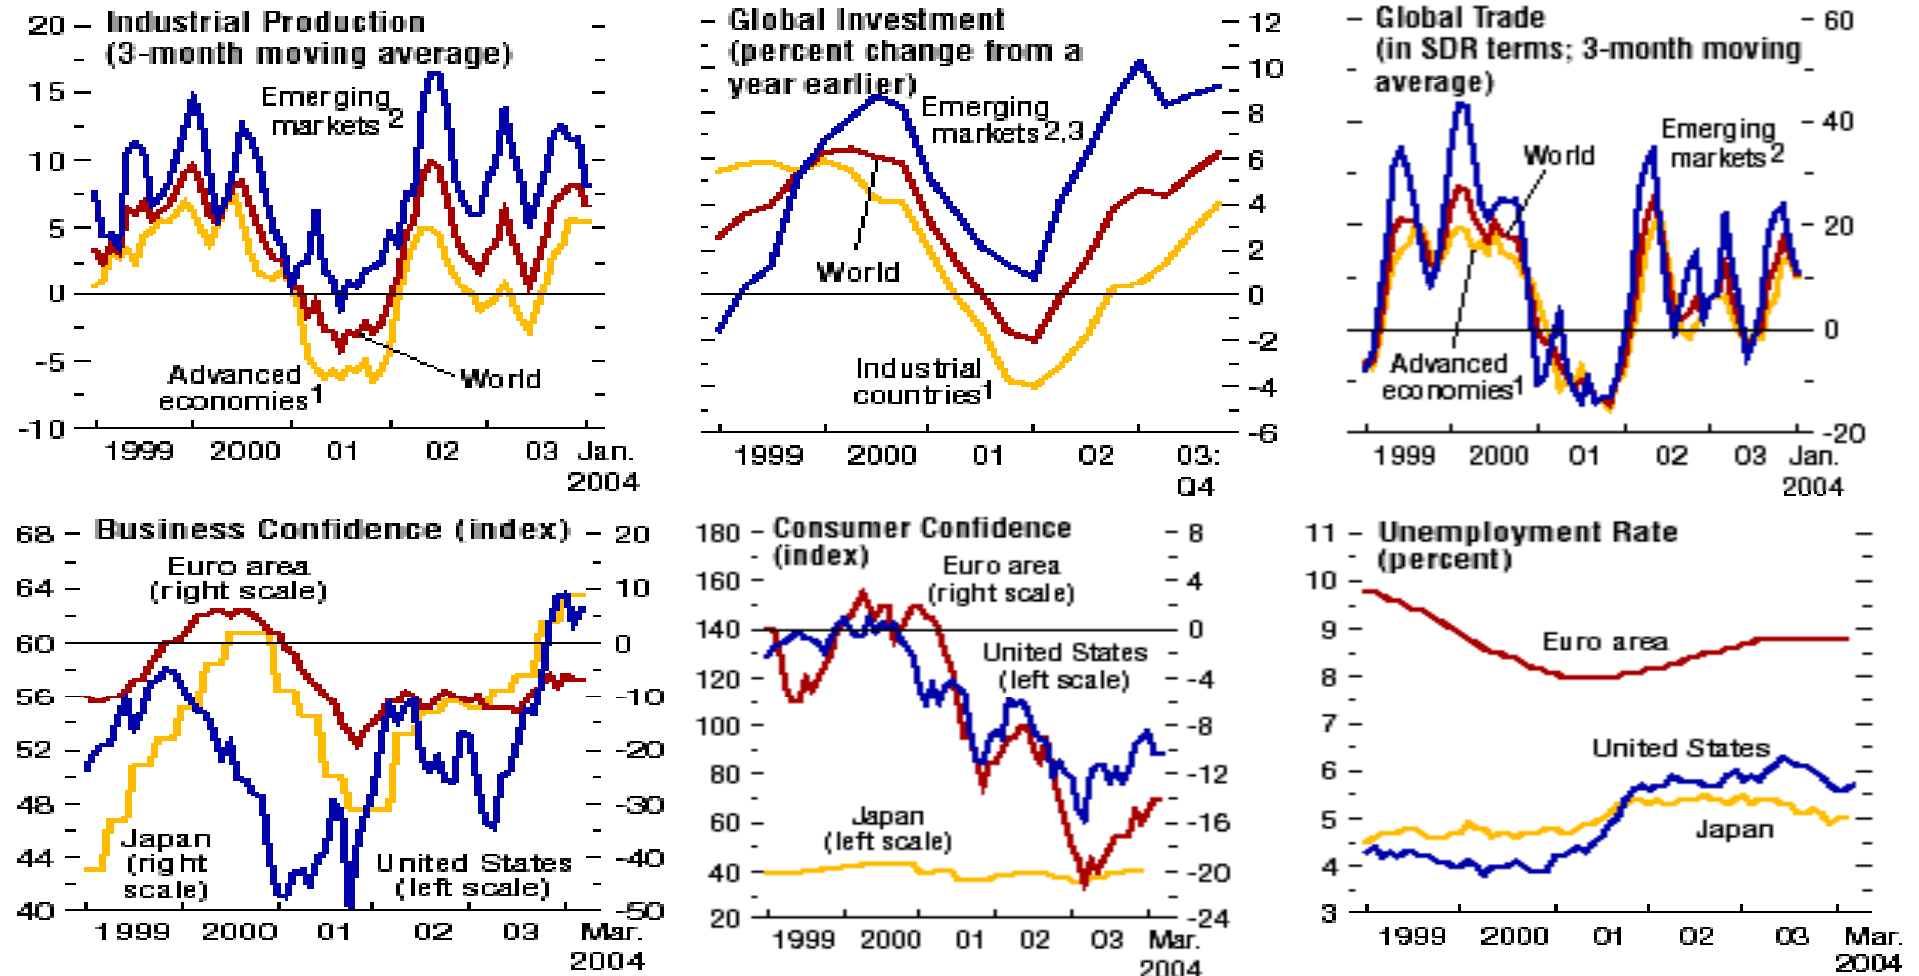 Industrial Production
(3-month moving average)
20
15
10
5
0
-5
-10
Emerging
markets2
Advanced
economies1
World
1999 2000 01 02 03 Jan.
2004
Global Investment
(percent change from a
year earlier)
12
10
8
6
4
2
0
-2
-4
-6
Emerging
markets2,3
World
Industrial
countries1
1999 2000 01 02 03:
Q4
Global Trade
(in SDR terms; 3-month moving
average)
60
40
20
0
-20
World
Emerging
markets2
Advanced
economies1
1999 2000 01 02 03 Jan.
2004
Business Confidence (index)
68
64
60
56
52
48
44
40
20
10
0
-10
-20
-30
-40
-50
Euro area
(right scale)
Japan
(right
scale)
United States
(left scale)
1999 2000 01 02 03 Mar.
2004
Consumer Confidence
(index)
180
160
140
120
100
80
60
40
20
8
4
0
-4
-8
-12
-16
-20
-24
Euro area
(right scale)
United States
(left scale)
Japan
(left scale)
1999 2000 01 02 03 Mar.
2004
Unemployment Rate
(percent)
11
10
9
8
7
6
5
4
3
Euro area
United States
Japan
1999 2000 01 02 03 Mar.
2004